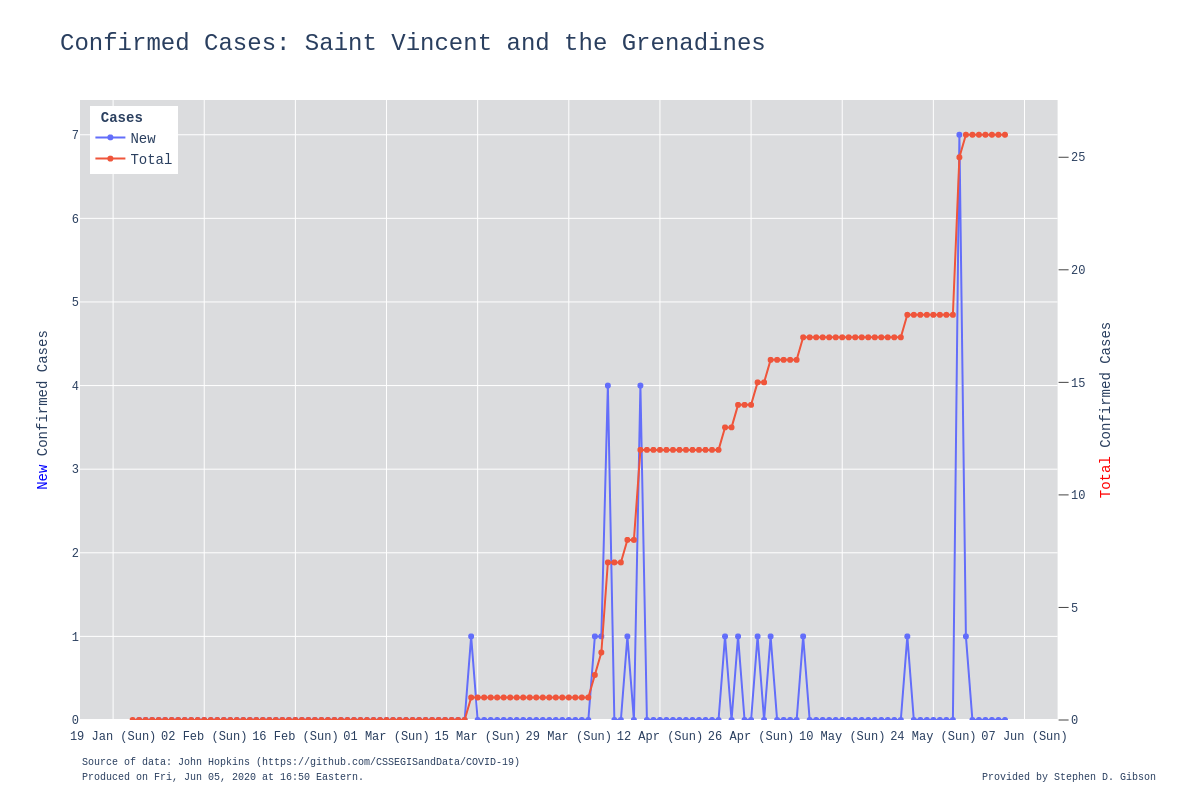 Confirmed Cases: Saint Vincent and the Grenadines
Cases
New
Total
7
6
5
4
3
2
1
0
25
20
15
10
5
0
New Confirmed Cases
Total Confirmed Cases
19 Jan (Sun) 02 Feb (Sun) 16 Feb (Sun) 01 Mar (Sun) 15 Mar (Sun) 29 Mar (Sun) 12 Apr (Sun) 26 Apr (Sun) 10 May (Sun) 24 May (Sun) 07 Jun (Sun)
Source of data: John Hopkins (https://github.com/CSSEGISandData/COVID-19)
Produced on Fri, Jun 05, 2020 at 16:50 Eastern.
Provided by Stephen D. Gibson